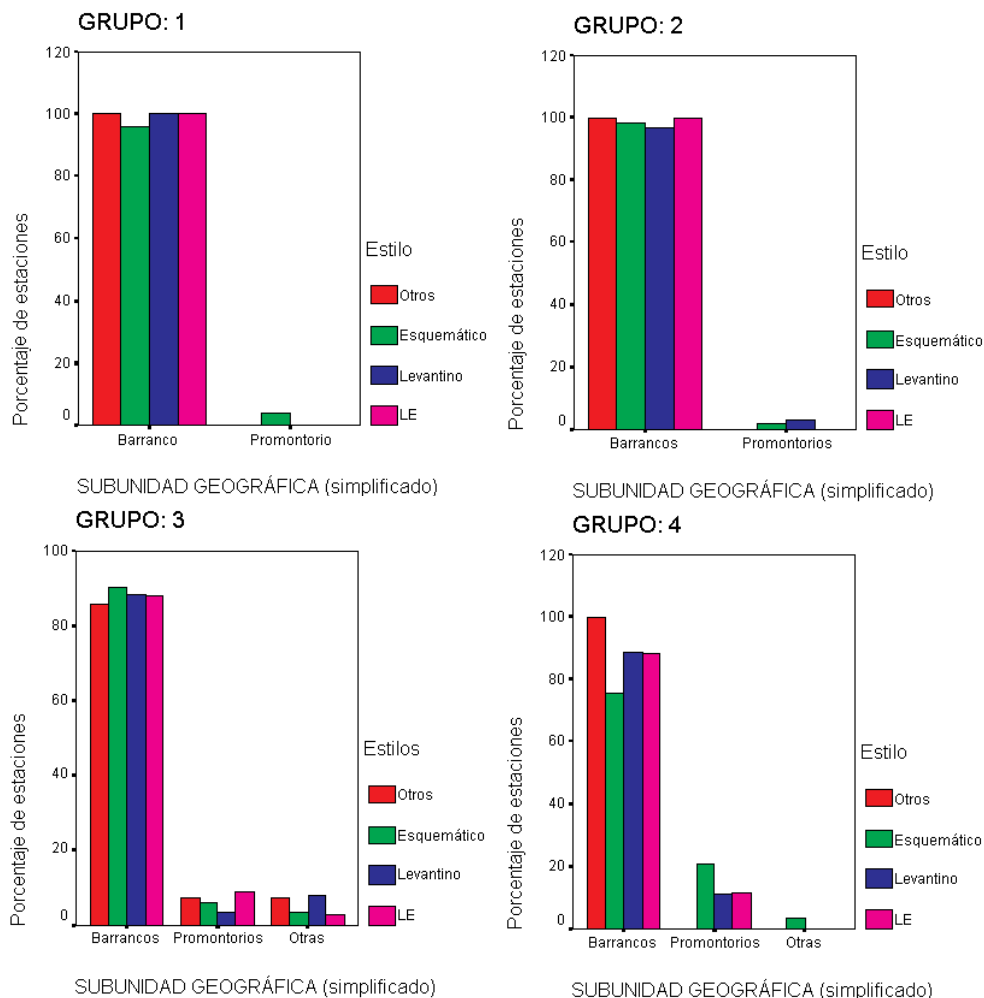 GRUPO: 1
120
100
80
60
40
20
0
Porcentaje de estaciones
Barranco Promontorio
SUBUNIDAD GEOGRÁFICA (simplificado)
Estilo
Otros
Esquemático
Levantino
LE
GRUPO: 2
120
100
80
60
40
20
0
Porcentaje de estaciones
Barrancos Promontorios
SUBUNIDAD GEOGRÁFICA (simplificado)
Estilo
Otros
Esquemático
Levantino
LE
GRUPO: 3
100
80
60
40
20
0
Porcentaje de estaciones
Barrancos Promontorios Otras
SUBUNIDAD GEOGRÁFICA (simplificado)
Estilos
Otros
Esquemático
Levantino
LE
GRUPO: 4
120
100
80
60
40
20
0
Porcentaje de estaciones
Barrancos Promontorios Otras
SUBUNIDAD GEOGRÁFICA (simplificado)
Estilo
Otros
Esquemático
Levantino
LE